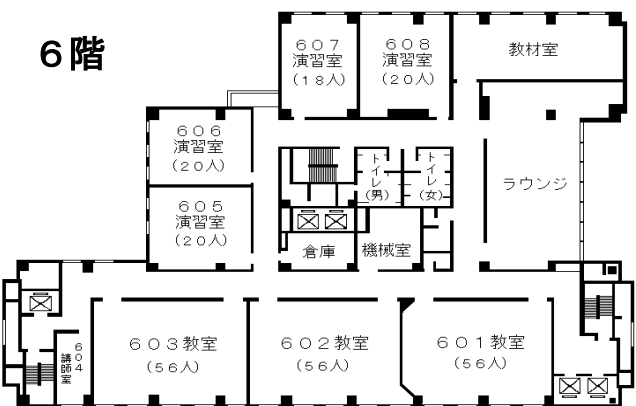 ６階
６０７
演習室
（１８人）
６０８
演習室
（２０人）
教材室
６０６
演習室
（２０人）
トイレ（男）
トイレ（女）
ラウンジ
６０５
演習室
（２０人）
倉庫
機械室
６０４
講師室
６０３教室
（５６人）
６０２教室
（５６人）
６０１教室
（５６人）